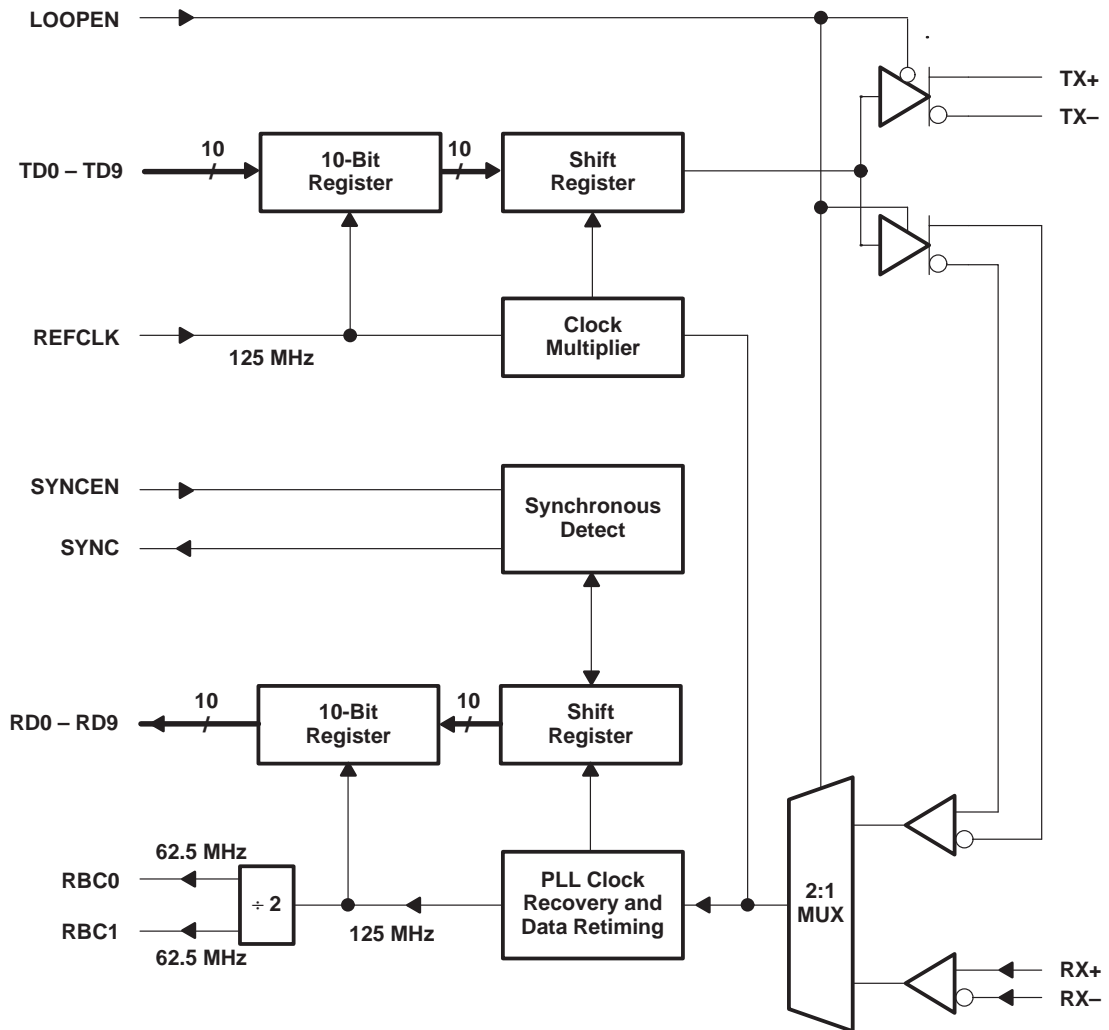 LOOPEN
TX+
TX–
TD0 – TD9
10
10-Bit
Register
10
Shift
Register
REFCLK
125 MHz
Clock
Multiplier
SYNCEN
SYNC
Synchronous
Detect
RD0 – RD9
10
10-Bit
Register
10
Shift
Register
RBC0
62.5 MHz
RBC1
62.5 MHz
÷ 2
125 MHz
PLL Clock
Recovery and
Data Retiming
2:1
MUX
RX+
RX–